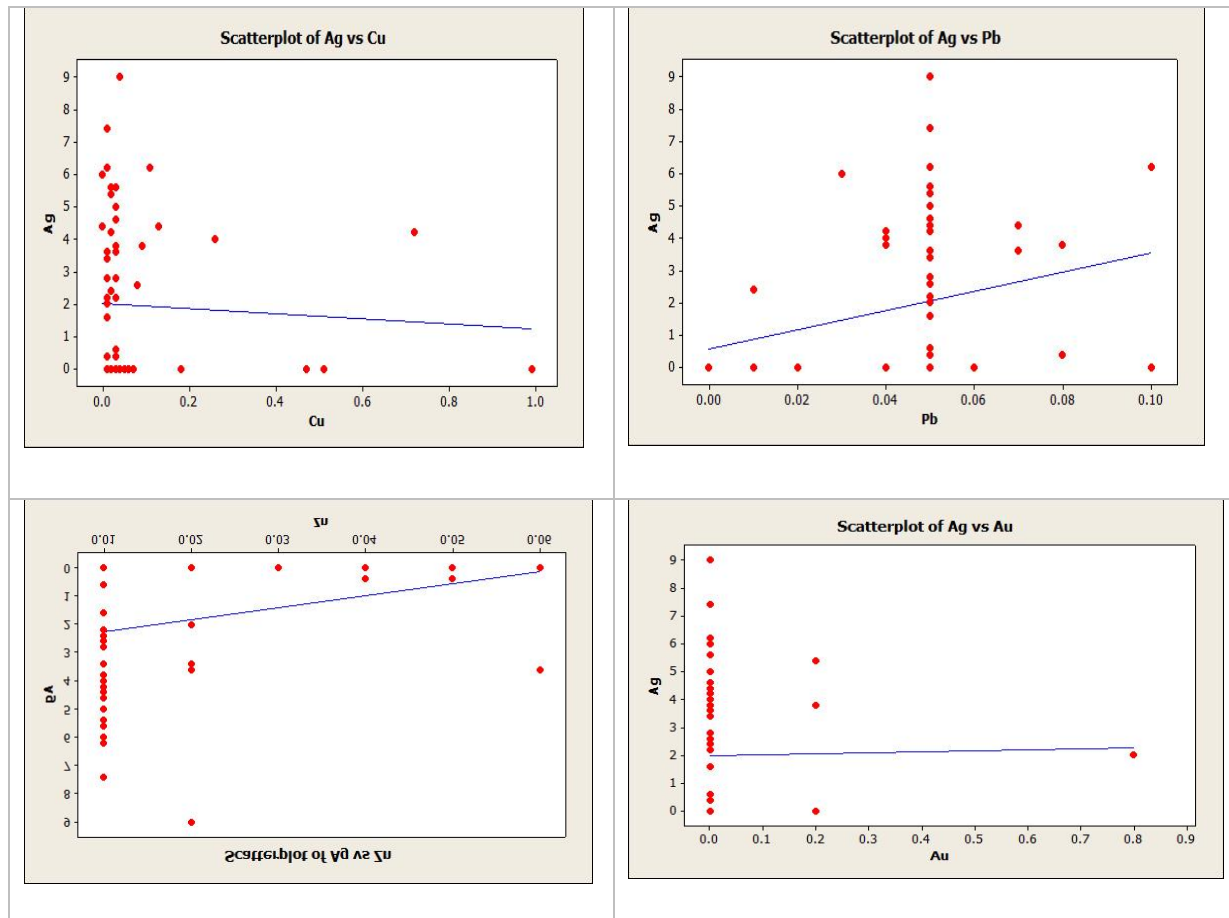 Scatterplot of Ag vs Cu
9
8
7
6
5
4
3
2
1
0
Ag
0.0 0.2 0.4 0.6 0.8 1.0
Cu
Scatterplot of Ag vs Pb
9
8
7
6
5
4
3
2
1
0
Ag
0.00 0.02 0.04 0.06 0.08 0.10
Pb
Zn
0.01 0.02 0.03 0.04 0.05 0.06
0
1
2
3
4
5
6
7
8
9
Ag
Scatterplot of Ag vs Zn
Scatterplot of Ag vs Au
9
8
7
6
5
4
3
2
1
0
Ag
0.0 0.1 0.2 0.3 0.4 0.5 0.6 0.7 0.8 0.9
Au